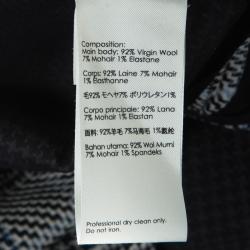 Composition:
Main body: 92% Virgin Wool
7% Mohair 1% Elastane
Corps: 92% Laine 7% Mohair
1% Élasthanne
毛92% モヘヤ7% ポリウレタン1%
Corpo principale: 92% Lana
7% Mohair 1% Elastan
面料: 92%羊毛 7%马海毛 1%氨纶
Bahan utama: 92% Wol Murni
7% Mohair 1% Spandeks
Professional dry clean only.
Do not iron.